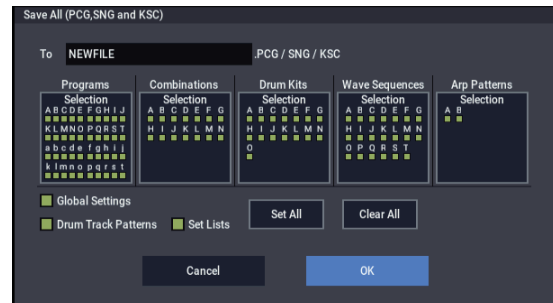 Save All (PCG,SNG and KSC)
To NEWFILE .PCG / SNG / KSC
Programs Combinations Drum Kits Wave Sequences Arp Patterns
Selection Selection Selection Selection Selection
A B C D E F G H I J A B C D E F G A B C D E F G A B C D E F G A B
K L M N O P Q R S T H I J K L M N H I J K L M N H I J K L M N
a b c d e f g h i j O O P Q R S T
k l m n o p q r s t
Global Settings
Drum Track Patterns Set Lists Set All Clear All
Cancel OK